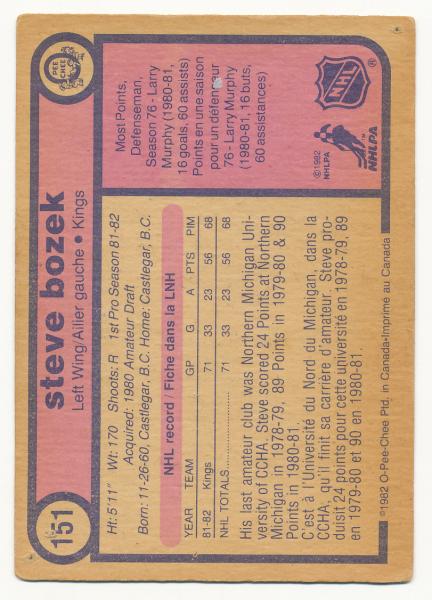 151
steve bozek
Left Wing/Ailier gauche • Kings
O PEE CHEE
Ht: 5'11" Wt: 170 Shoots: R 1st Pro Season 81-82
Acquired: 1980 Amateur Draft
Born: 11-26-60, Castlegar, B.C. Home: Castlegar, B.C.
NHL record / Fiche dans la LNH
YEAR TEAM GP G A PTS PIM
81-82 Kings 71 33 23 56 68
NHL TOTALS 71 33 23 56 68
His last amateur club was Northern Michigan Uni-
versity of CCHA. Steve scored 24 Points at Northern
Michigan in 1978-79, 89 Points in 1979-80 & 90
Points in 1980-81.
C'est à l'Université du Nord du Michigan, dans la
CCHA, qu'il finit sa carrière d'amateur. Steve pro-
duisit 24 points pour cette université en 1978-79, 89
en 1979-80 et 90 en 1980-81.
©1982 O-Pee-Chee Ptd. in Canada-Imprimé au Canada
Most Points,
Defenseman,
Season 76 - Larry
Murphy (1980-81,
16 goals, 60 assists)
Points en une saison
pour un défenseur
76 - Larry Murphy
(1980-81, 16 buts,
60 assistances)
NHL
®
©1982
NHLPA
NHLPA
™